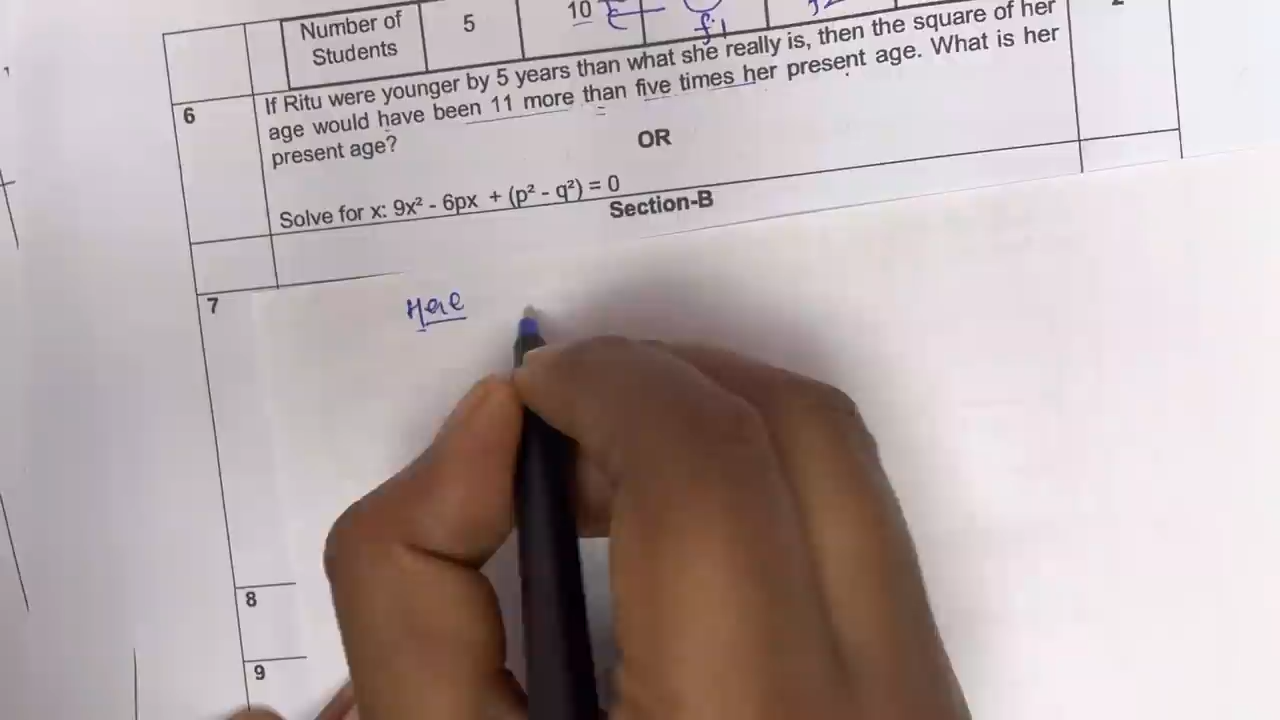 Number of Students 5 10
6 If Ritu were younger by 5 years than what she really is, then the square of her
age would have been 11 more than five times her present age. What is her
present age?
OR
Solve for x: 9x² - 6px + (p² - q²) = 0
Section-B
7
Here
8
9